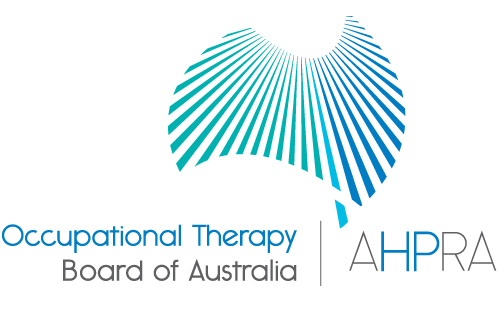 Occupational Therapy
Board of Australia
AHPRA